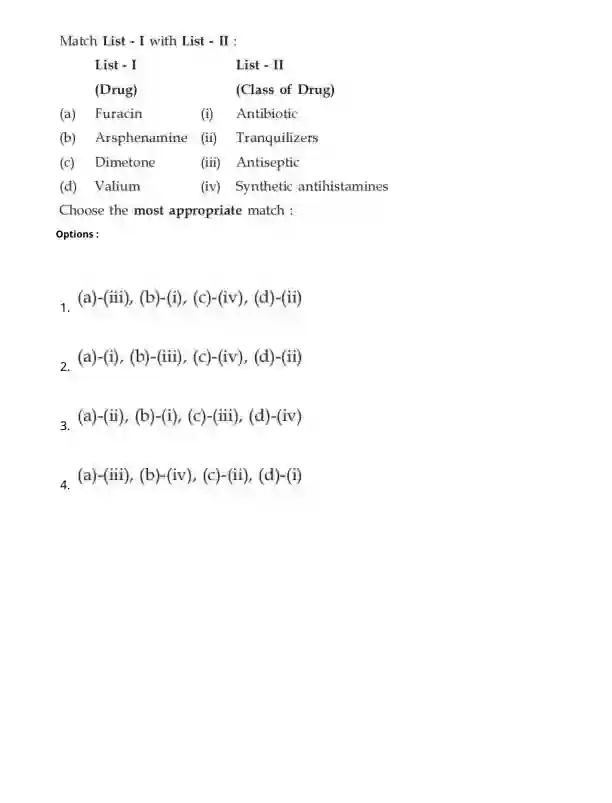 Match List - I with List - II :
List - I List - II
(Drug) (Class of Drug)
(a) Furacin (i) Antibiotic
(b) Arsphenamine (ii) Tranquilizers
(c) Dimetone (iii) Antiseptic
(d) Valium (iv) Synthetic antihistamines
Choose the most appropriate match :
Options :
1. (a)-(iii), (b)-(i), (c)-(iv), (d)-(ii)
2. (a)-(i), (b)-(iii), (c)-(iv), (d)-(ii)
3. (a)-(ii), (b)-(i), (c)-(iii), (d)-(iv)
4. (a)-(iii), (b)-(iv), (c)-(ii), (d)-(i)